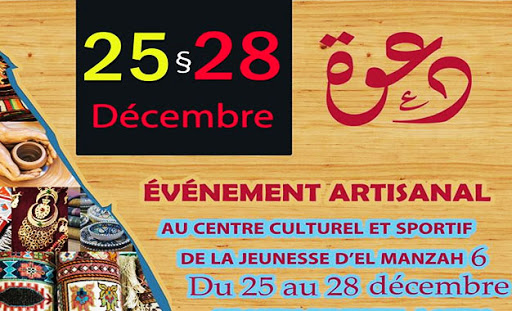 25 § 28
Décembre
دعوة
ÉVÉNEMENT ARTISANAL
AU CENTRE CULTUREL ET SPORTIF
DE LA JEUNESSE D'EL MANZAH 6
Du 25 au 28 décembre